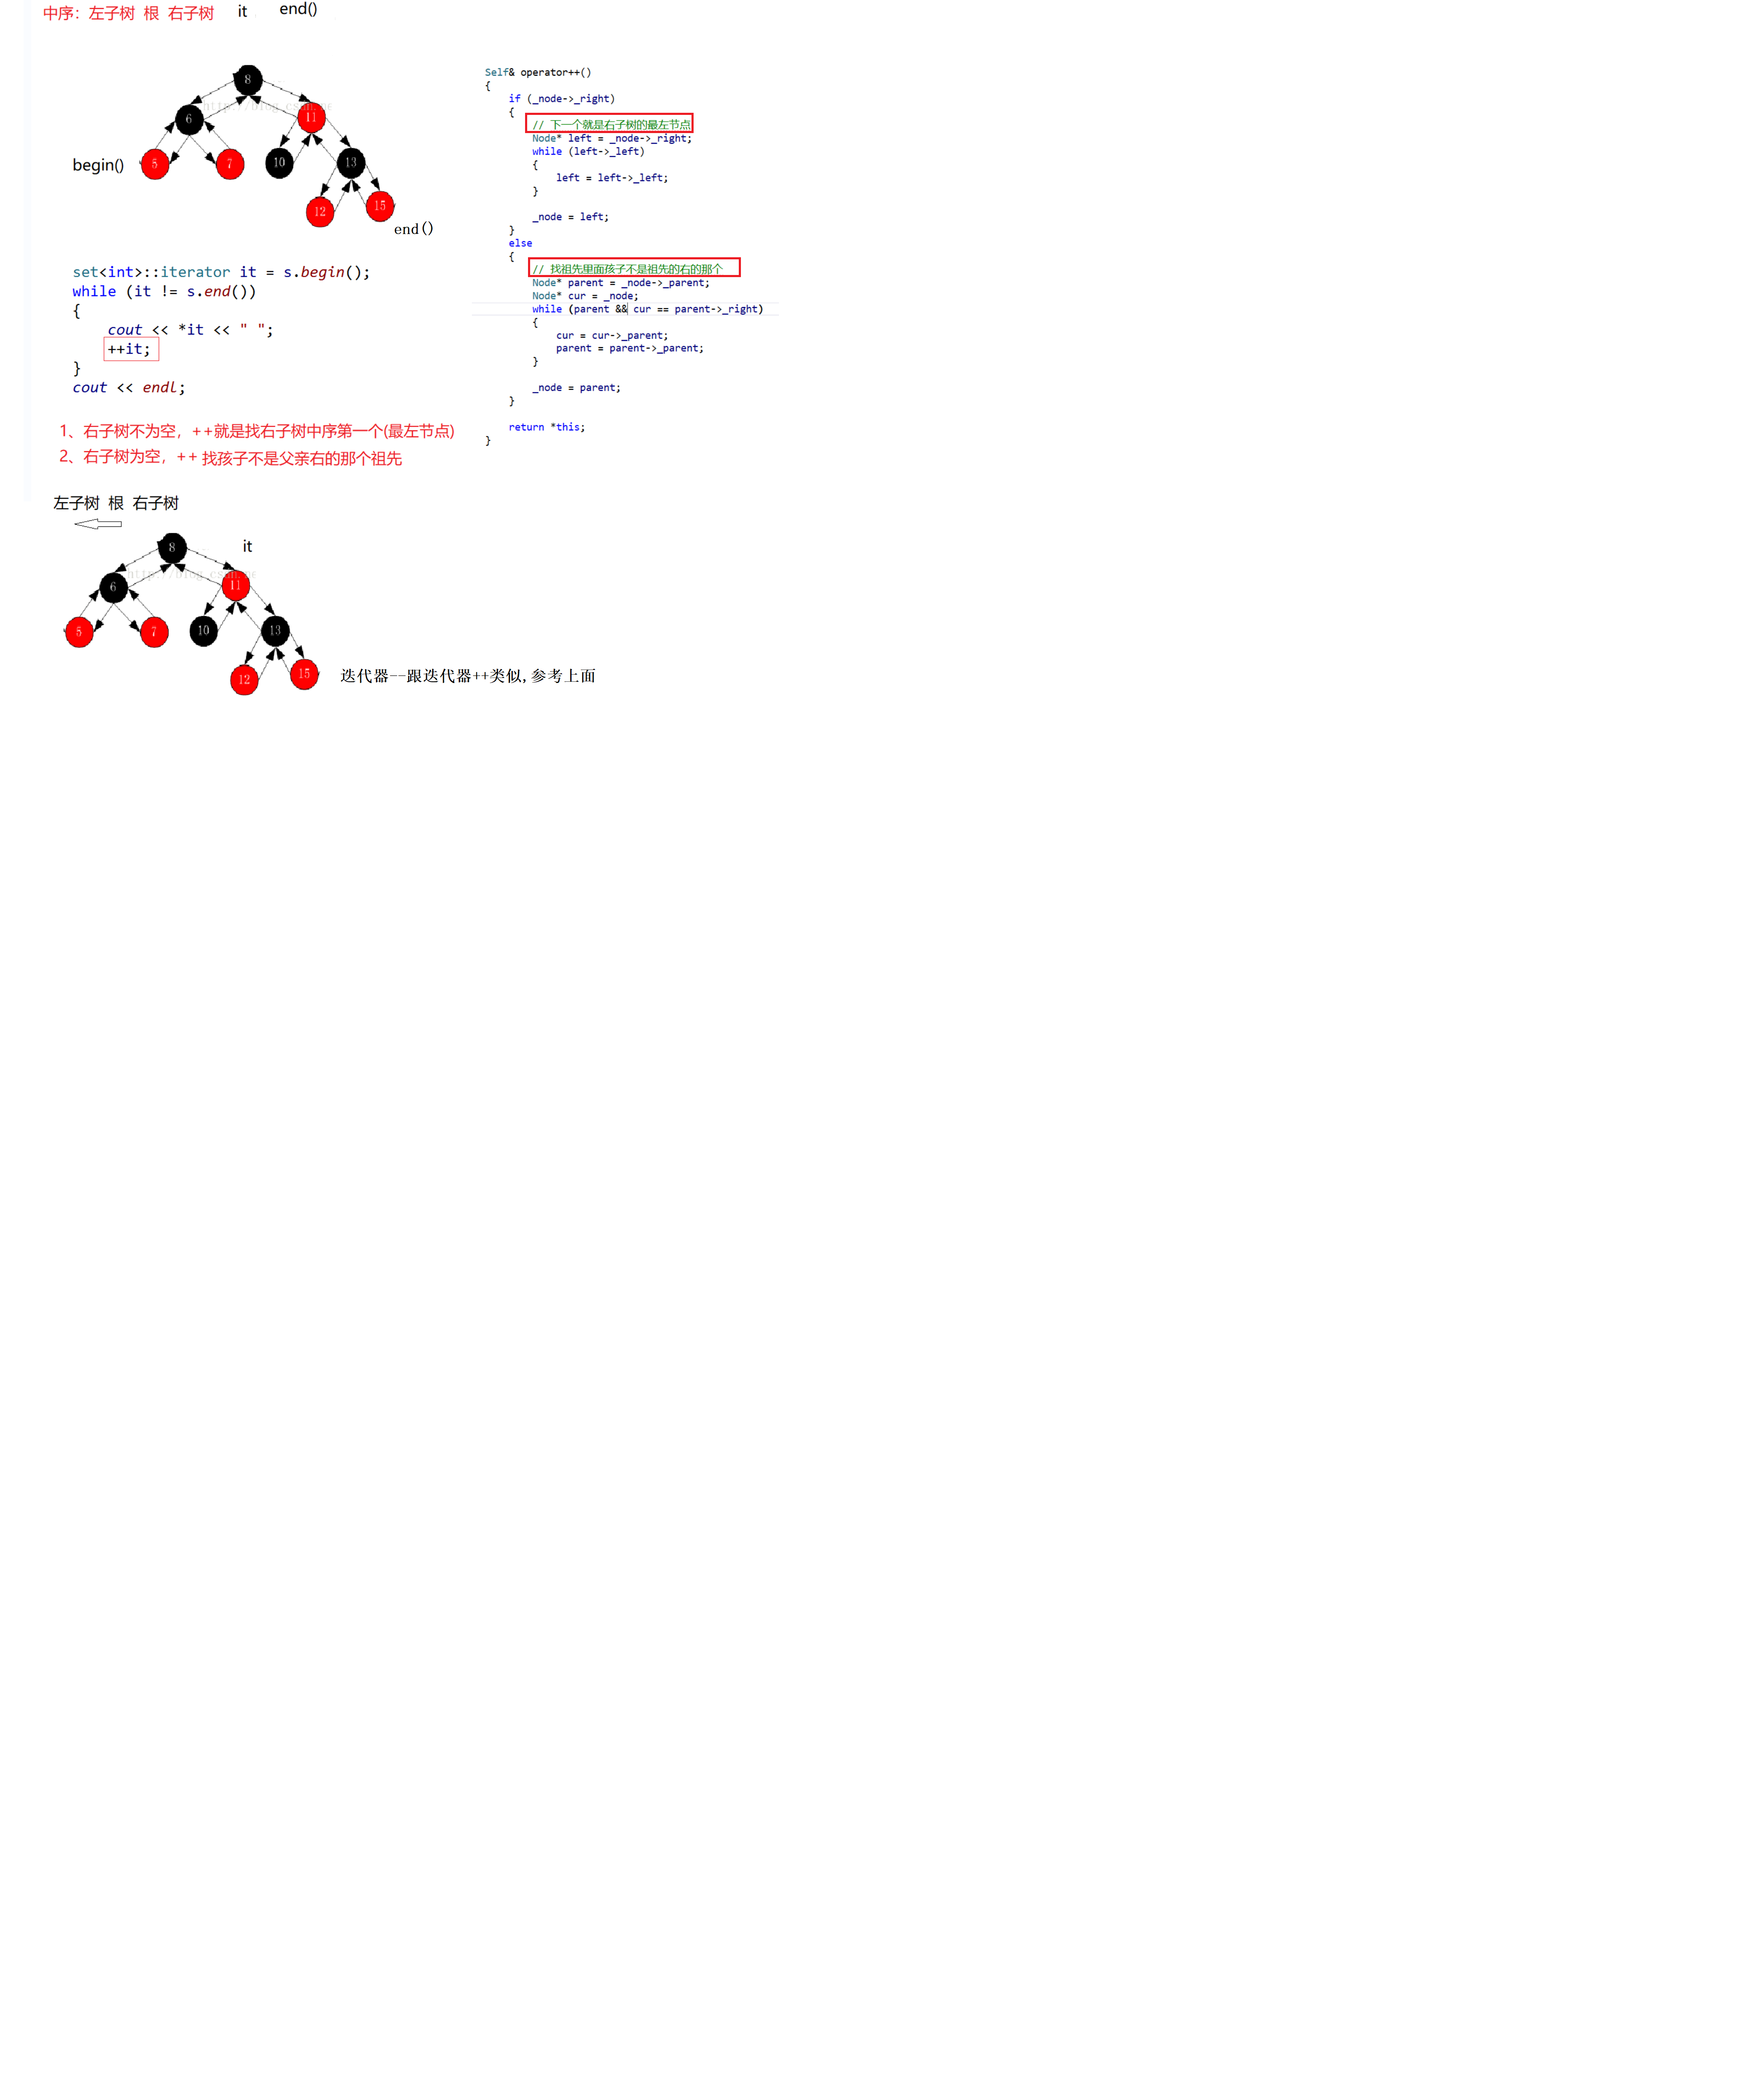 中序：左子树 根 右子树 it end()
8
http://blog.csdn.ne
6 11
begin() 5 7 10 13
12 15
end()
set<int>::iterator it = s.begin();
while (it != s.end())
{
cout << *it << " ";
++it;
}
cout << endl;
1、右子树不为空，++就是找右子树中序第一个(最左节点)
2、右子树为空，++ 找孩子不是父亲右的那个祖先
Self& operator++()
{
if (_node->_right)
{
// 下一个就是右子树的最左节点
Node* left = _node->_right;
while (left->_left)
{
left = left->_left;
}
_node = left;
}
else
{
// 找祖先里面孩子不是祖先的右的那个
Node* parent = _node->_parent;
Node* cur = _node;
while (parent && cur == parent->_right)
{
cur = cur->_parent;
parent = parent->_parent;
}
_node = parent;
}
return *this;
}
左子树 根 右子树
8 it
http://blog.csdn.ne
6 11
5 7 10 13
12 15
迭代器--跟迭代器++类似,参考上面